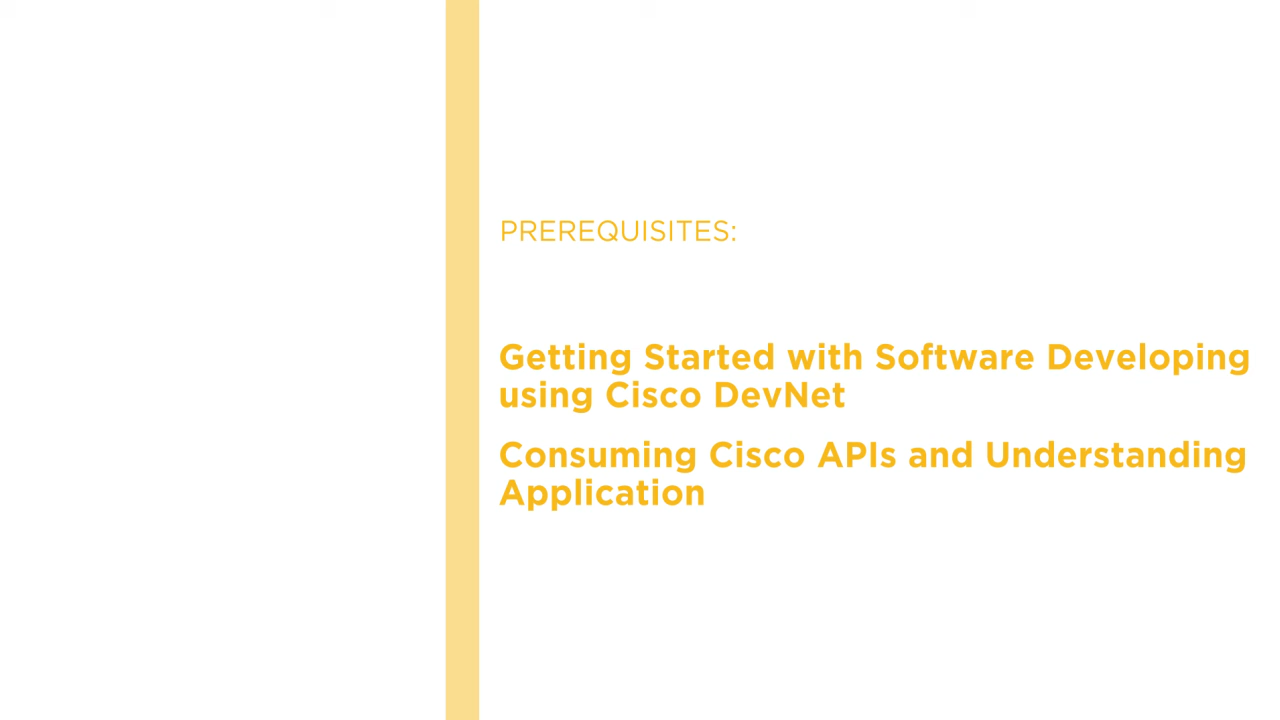 PREREQUISITES:
Getting Started with Software Developing
using Cisco DevNet
Consuming Cisco APIs and Understanding
Application